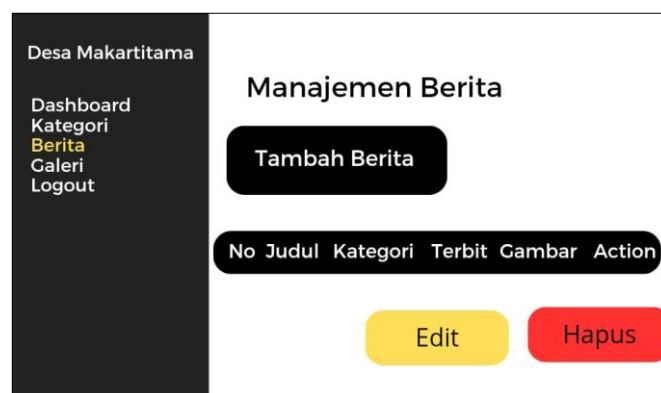 Desa Makartitama
Dashboard
Kategori
Berita
Galeri
Logout
Manajemen Berita
Tambah Berita
No Judul Kategori Terbit Gambar Action
Edit
Hapus